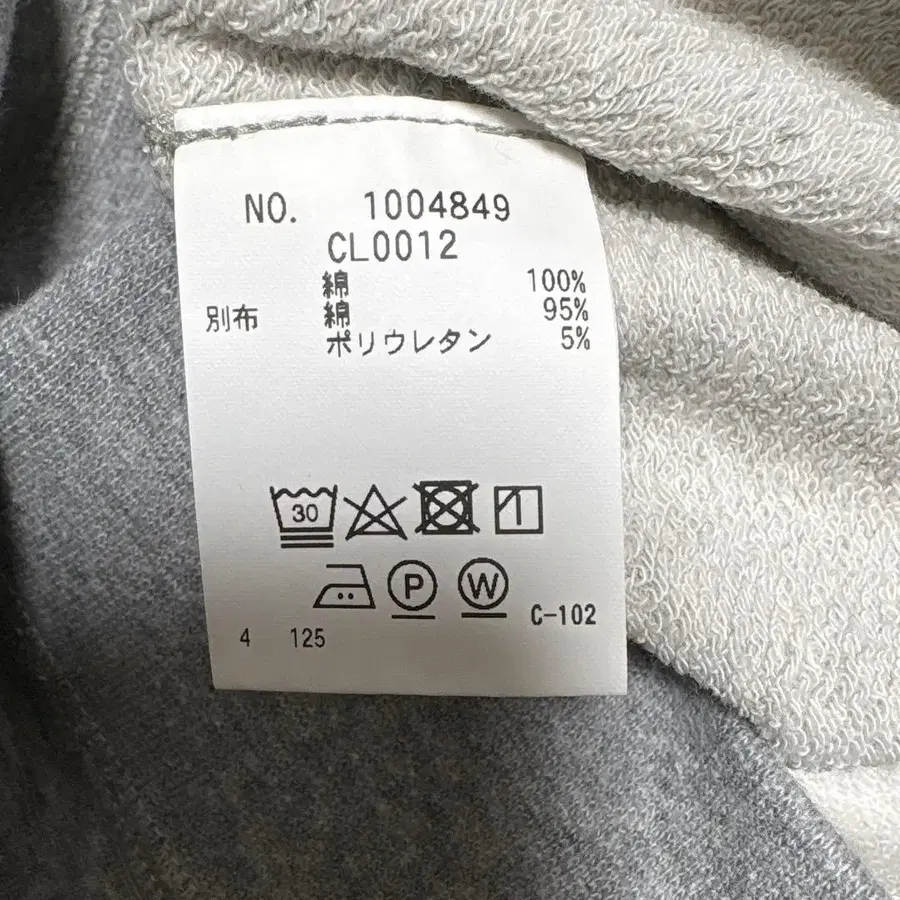 NO. 1004849
CL0012
綿 100%
別布 綿 95%
ポリウレタン 5%
30
P W C-102
4 125